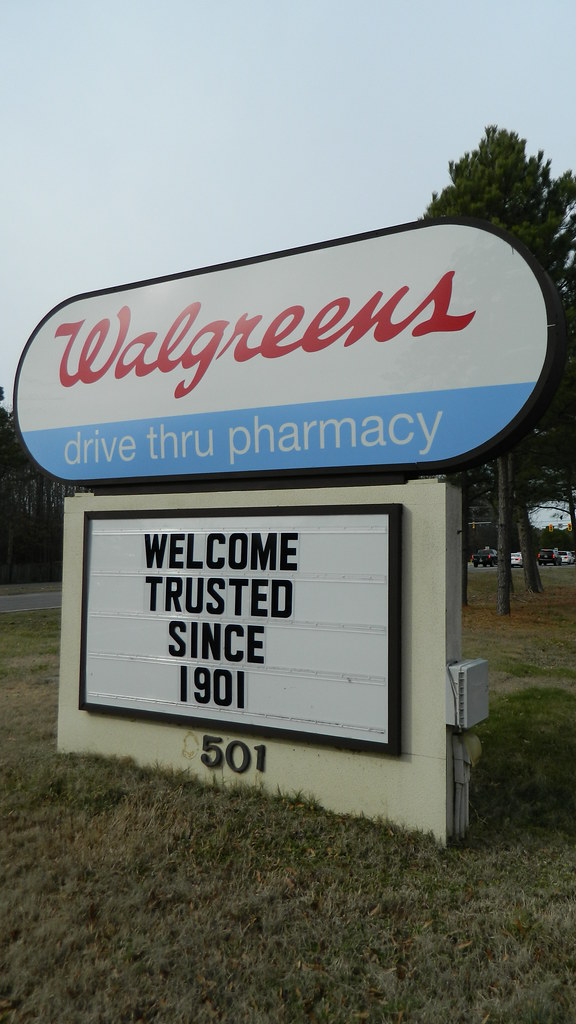 Walgreens
drive thru pharmacy
WELCOME
TRUSTED
SINCE
1901
501